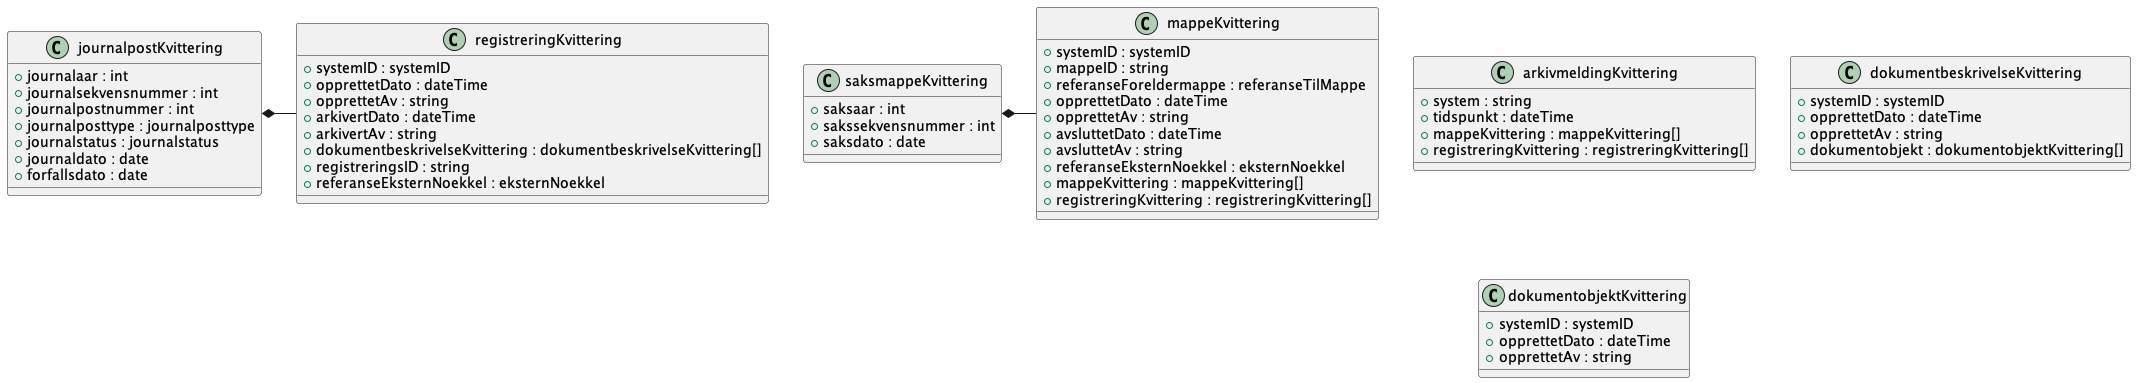 C journalpostKvittering
journalaar : int
journalsekvensnummer : int
journalpostnummer : int
journalposttype : journalposttype
journalstatus : journalstatus
journaldato : date
forfallsdato : date
C registreringKvittering
systemID : systemID
opprettetDato : dateTime
opprettetAv : string
arkivertDato : dateTime
arkivertAv : string
dokumentbeskrivelseKvittering : dokumentbeskrivelseKvittering[]
registreringsID : string
referanseEksternNoekkel : eksternNoekkel
C saksmappeKvittering
saksaar : int
sakssekvensnummer : int
saksdato : date
C mappeKvittering
systemID : systemID
mappeID : string
referanseForeldermappe : referanseTilMappe
opprettetDato : dateTime
opprettetAv : string
avsluttetDato : dateTime
avsluttetAv : string
referanseEksternNoekkel : eksternNoekkel
mappeKvittering : mappeKvittering[]
registreringKvittering : registreringKvittering[]
C arkivmeldingKvittering
system : string
tidspunkt : dateTime
mappeKvittering : mappeKvittering[]
registreringKvittering : registreringKvittering[]
C dokumentbeskrivelseKvittering
systemID : systemID
opprettetDato : dateTime
opprettetAv : string
dokumentobjekt : dokumentobjektKvittering[]
C dokumentobjektKvittering
systemID : systemID
opprettetDato : dateTime
opprettetAv : string